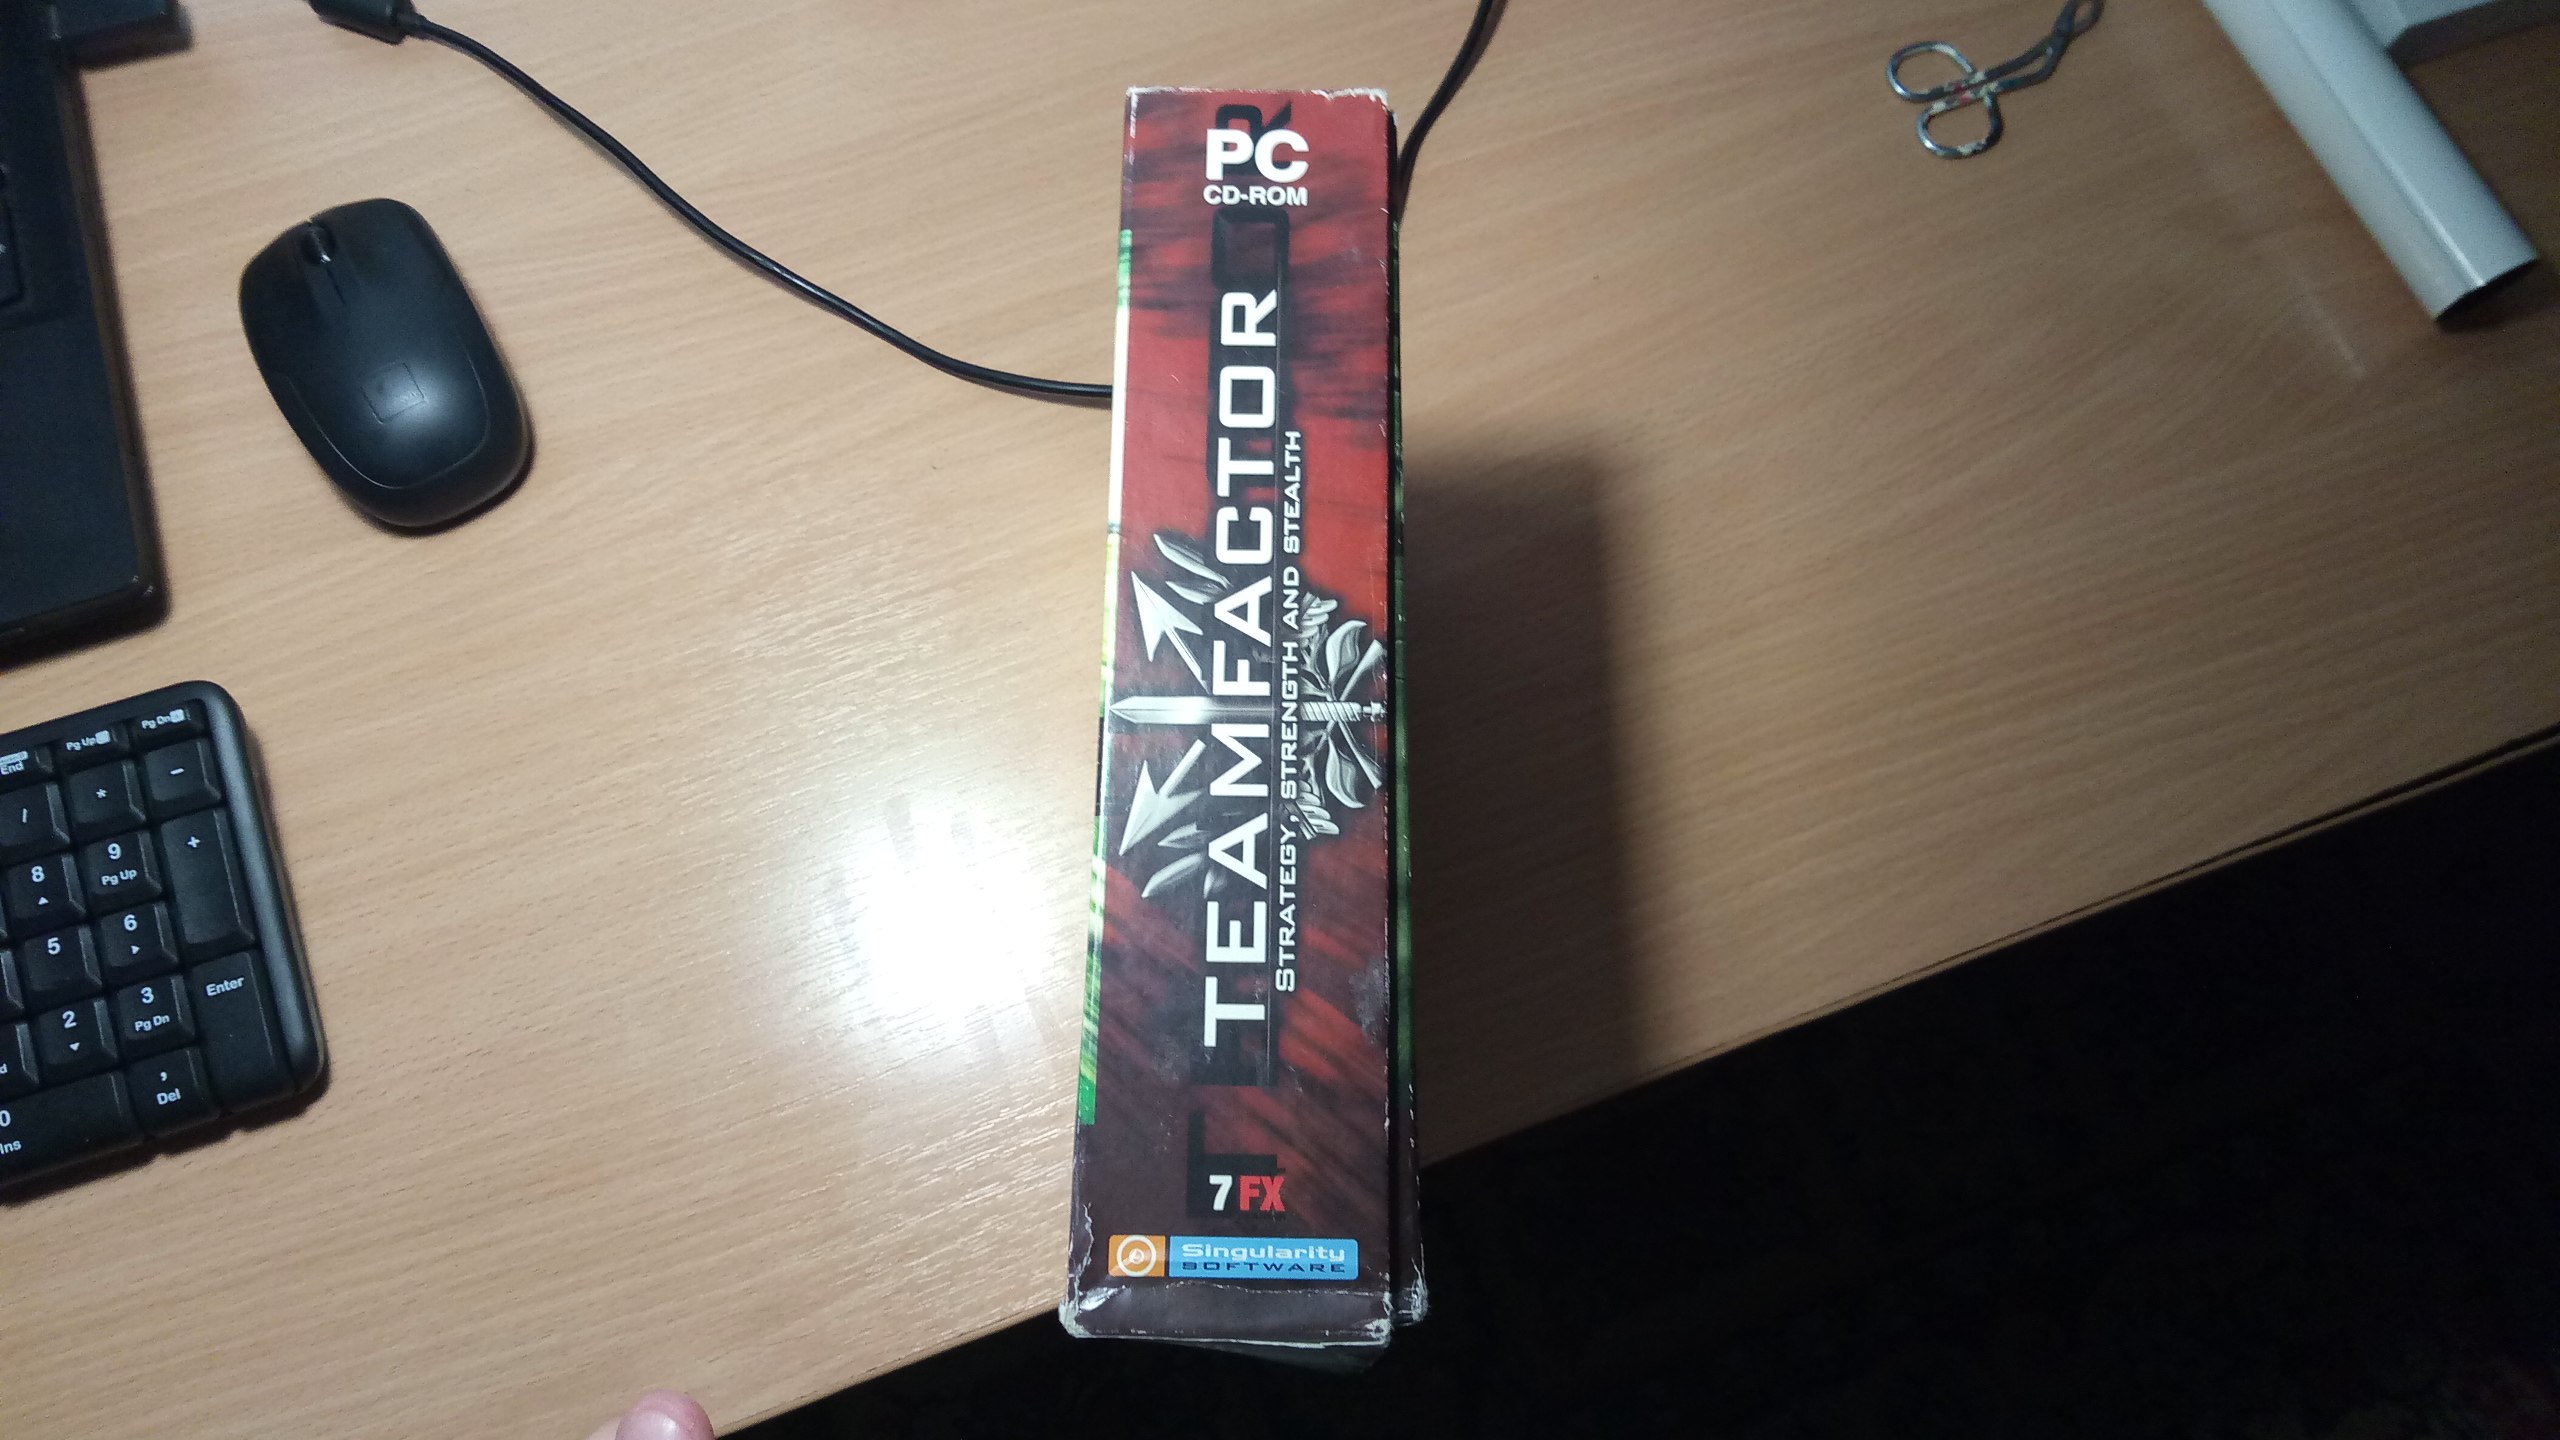 PC
CD-ROM
TEAMFACTOR
STRATEGY, STRENGTH AND STEALTH
7FX
Singularity
SOFTWARE
End
Pg Up
Pg Dn
/
*
-
8
9
Pg Up
+
5
6
2
3
Pg Dn
Enter
0
Ins
,
Del